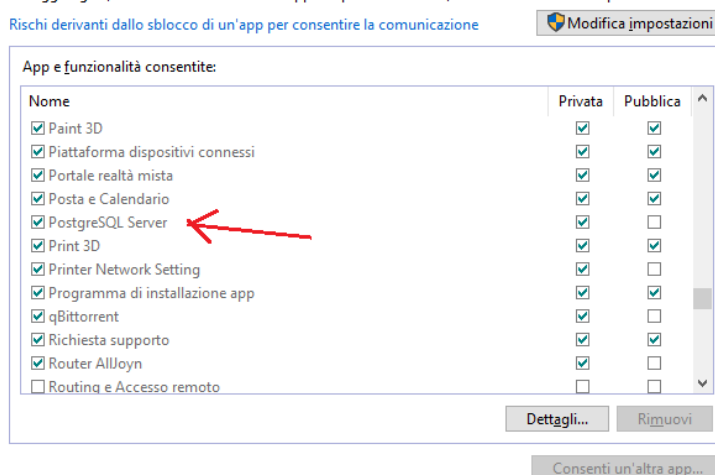 Rischi derivanti dallo sblocco di un'app per consentire la comunicazione
Modifica impostazioni
App e funzionalità consentite:
Nome Privata Pubblica
Paint 3D
Piattaforma dispositivi connessi
Portale realtà mista
Posta e Calendario
PostgreSQL Server
Print 3D
Printer Network Setting
Programma di installazione app
qBittorrent
Richiesta supporto
Router AllJoyn
Routing e Accesso remoto
Dettagli... Rimuovi
Consenti un'altra app...